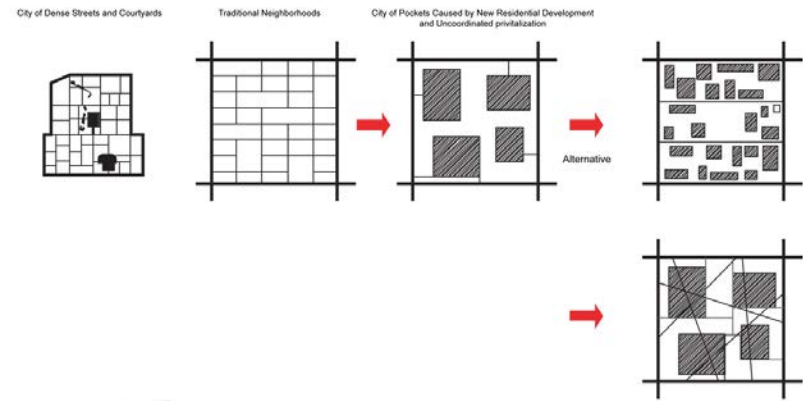 City of Dense Streets and Courtyards
Traditional Neighborhoods
City of Pockets Caused by New Residential Development
and Uncoordinated privitalization
Alternative